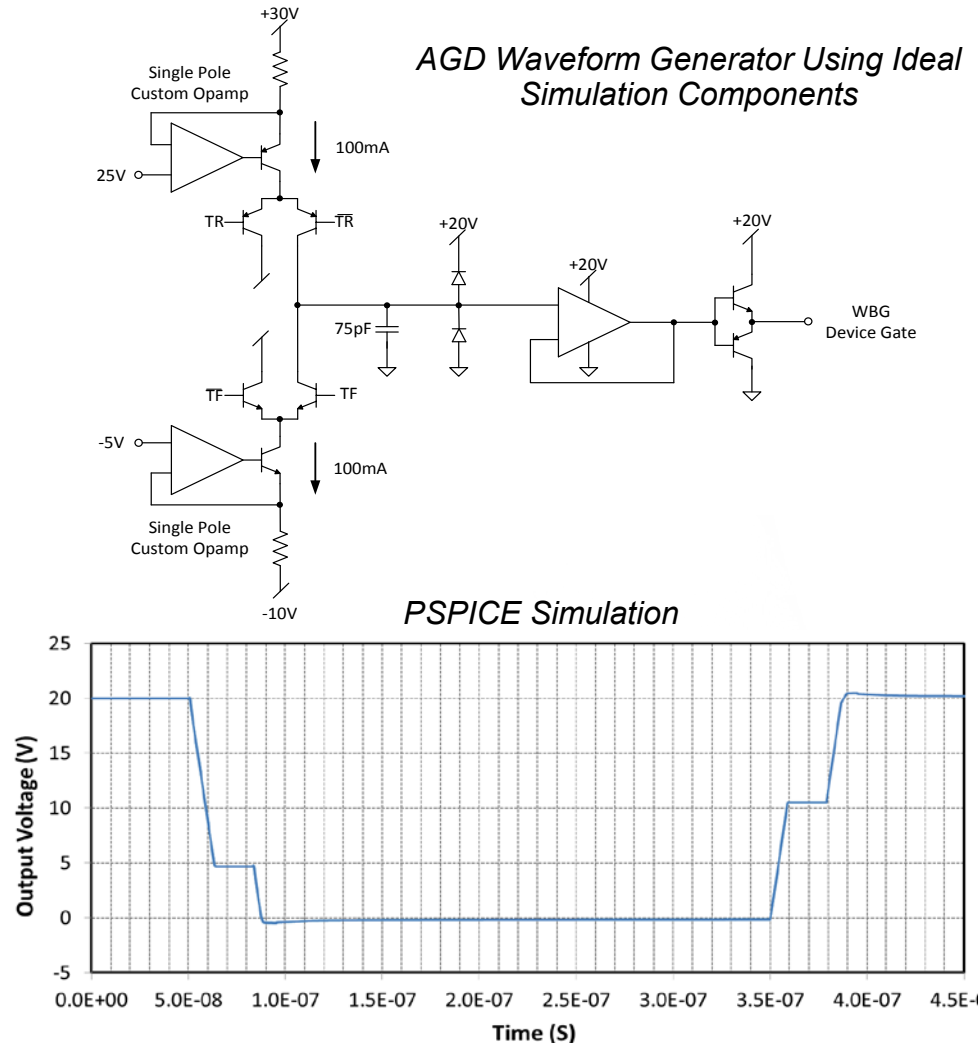 AGD Waveform Generator Using Ideal
Simulation Components
+30V
Single Pole
Custom Opamp
100mA
25V
TR
T̅R̅
+20V
+20V
+20V
75pF
WBG
Device Gate
T̅F̅
TF
-5V
100mA
Single Pole
Custom Opamp
-10V
PSPICE Simulation
Output Voltage (V)
25
20
15
10
5
0
-5
0.0E+00 5.0E-08 1.0E-07 1.5E-07 2.0E-07 2.5E-07 3.0E-07 3.5E-07 4.0E-07 4.5E-
Time (S)